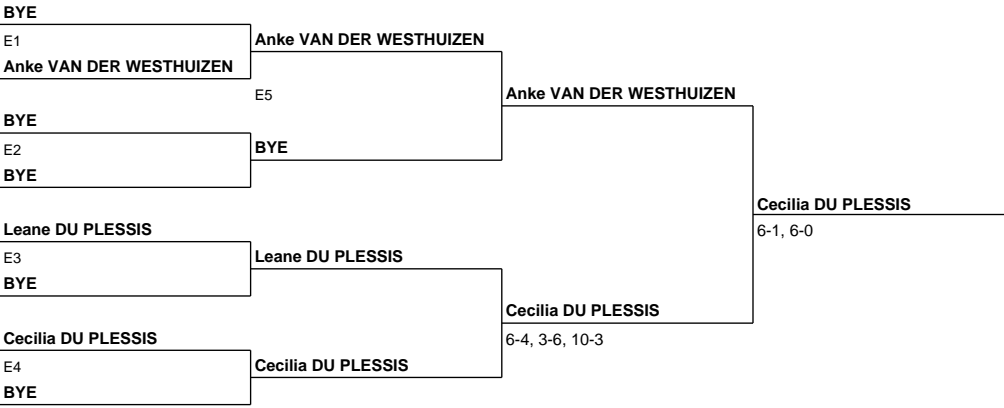 BYE
E1
Anke VAN DER WESTHUIZEN
Anke VAN DER WESTHUIZEN
E5
Anke VAN DER WESTHUIZEN
BYE
E2
BYE
BYE
Cecilia DU PLESSIS
6-1, 6-0
Leane DU PLESSIS
E3
BYE
Leane DU PLESSIS
Cecilia DU PLESSIS
6-4, 3-6, 10-3
Cecilia DU PLESSIS
E4
BYE
Cecilia DU PLESSIS